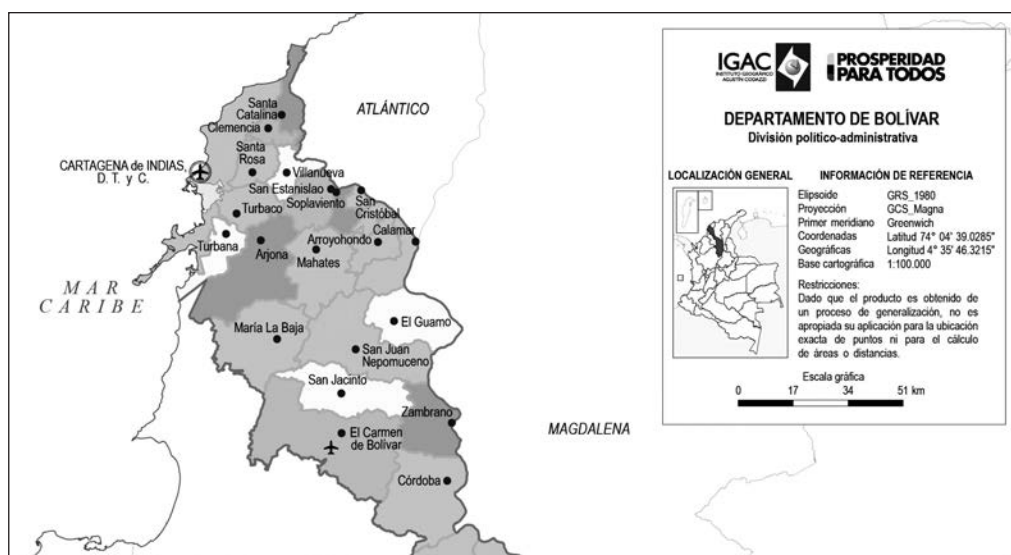 ATLÁNTICO
Santa
Catalina
Clemencia
CARTAGENA de INDIAS,
D. T. y C.
Santa
Rosa
Villanueva
San Estanislao
Soplaviento
San
Cristóbal
Turbaco
Turbana
Arjona
Arroyohondo
Calamar
Mahates
MAR
CARIBE
El Guamo
María La Baja
San Juan
Nepomuceno
San Jacinto
Zambrano
El Carmen
de Bolívar
MAGDALENA
Córdoba
IGAC
INSTITUTO GEOGRÁFICO
AGUSTÍN CODAZZI
PROSPERIDAD
PARA TODOS
DEPARTAMENTO DE BOLÍVAR
División político-administrativa
LOCALIZACIÓN GENERAL
INFORMACIÓN DE REFERENCIA
Elipsoide GRS_1980
Proyección GCS_Magna
Primer meridiano Greenwich
Coordenadas Latitud 74° 04' 39.0285"
Geográficas Longitud 4° 35' 46.3215"
Base cartográfica 1:100.000
Restricciones:
Dado que el producto es obtenido de
un proceso de generalización, no es
apropiada su aplicación para la ubicación
exacta de puntos ni para el cálculo
de áreas o distancias.
Escala gráfica
0 17 34 51 km